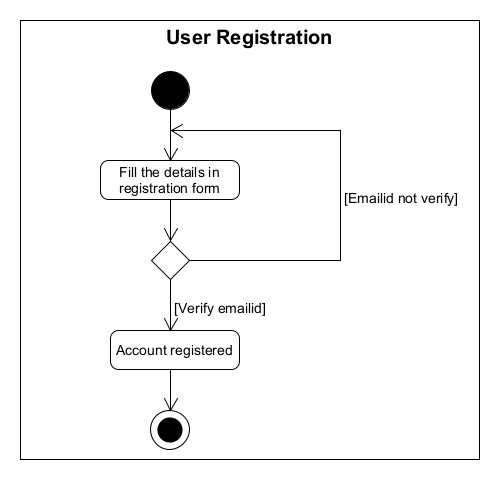 User Registration
Fill the details in
registration form
[Emailid not verify]
[Verify emailid]
Account registered